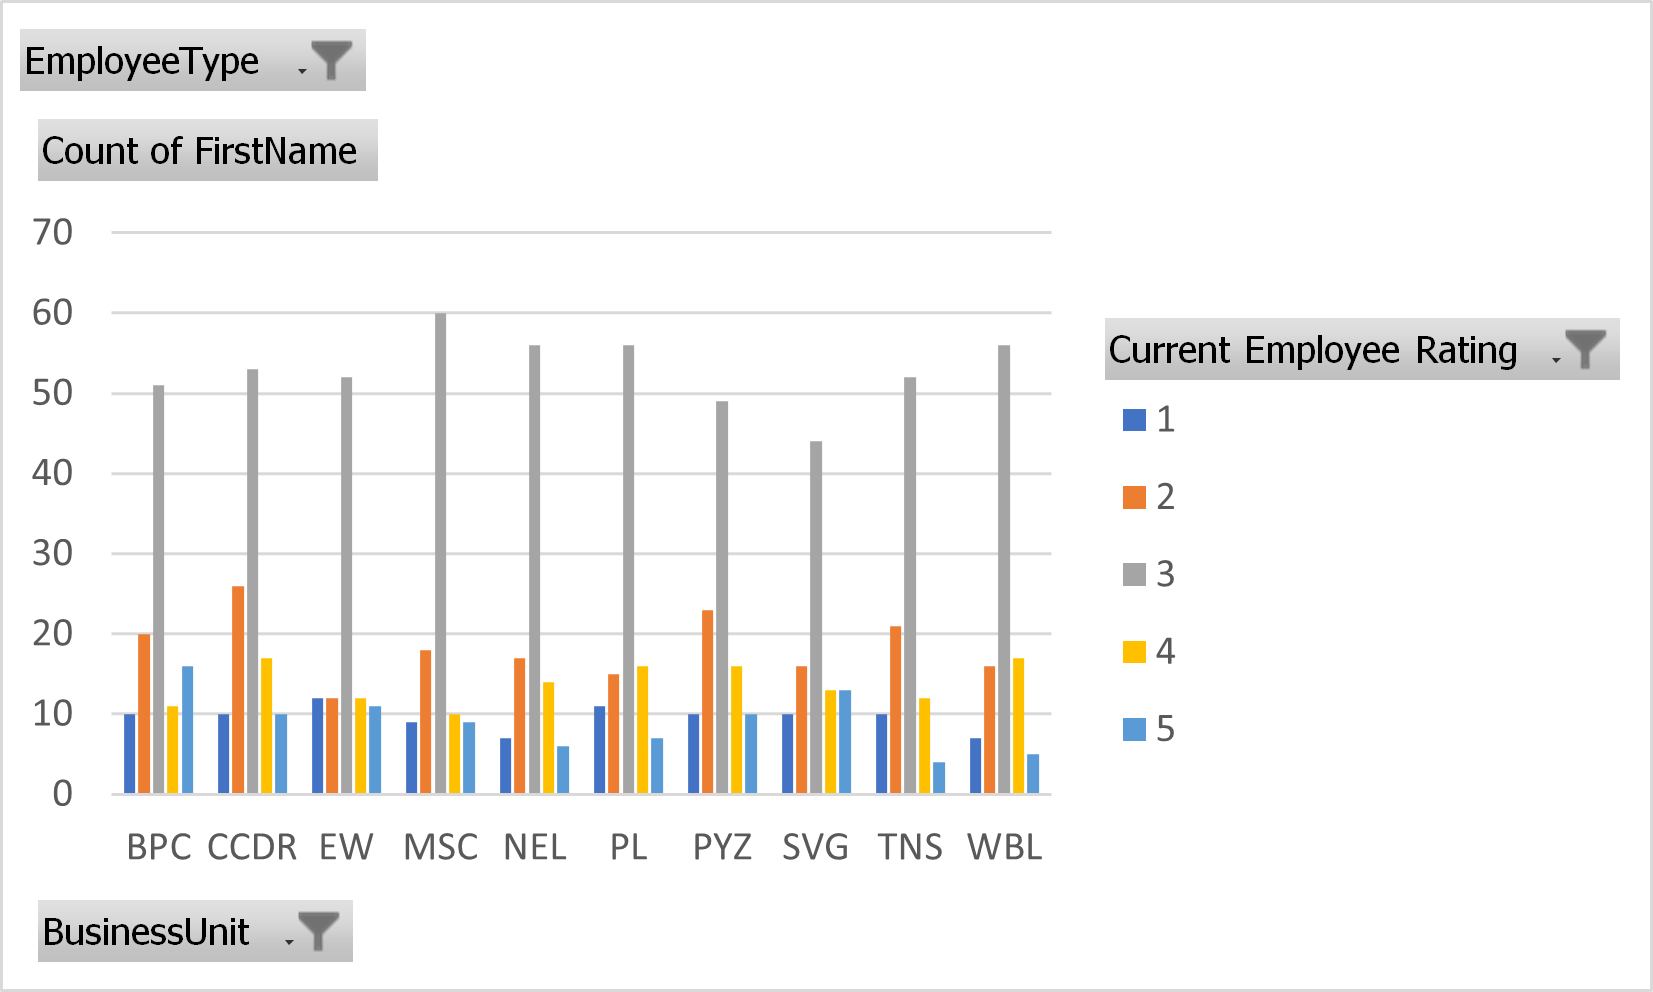 EmployeeType
Count of FirstName
70
60
50
40
30
20
10
0
BPC CCDR EW MSC NEL PL PYZ SVG TNS WBL
BusinessUnit
Current Employee Rating
1
2
3
4
5